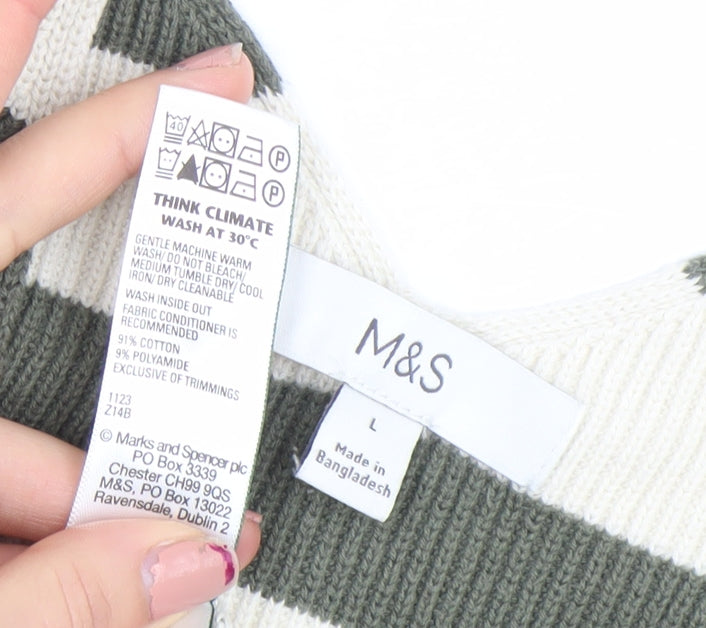 40 P
P
THINK CLIMATE
WASH AT 30°C
GENTLE MACHINE WARM
WASH/ DO NOT BLEACH/
MEDIUM TUMBLE DRY/ COOL
IRON/ DRY CLEANABLE
WASH INSIDE OUT
FABRIC CONDITIONER IS
RECOMMENDED
91% COTTON
9% POLYAMIDE
EXCLUSIVE OF TRIMMINGS
1123
Z14B
© Marks and Spencer plc
PO Box 3339
Chester CH99 9QS
M&S, PO Box 13022
Ravensdale, Dublin 2
M&S
L
Made in
Bangladesh